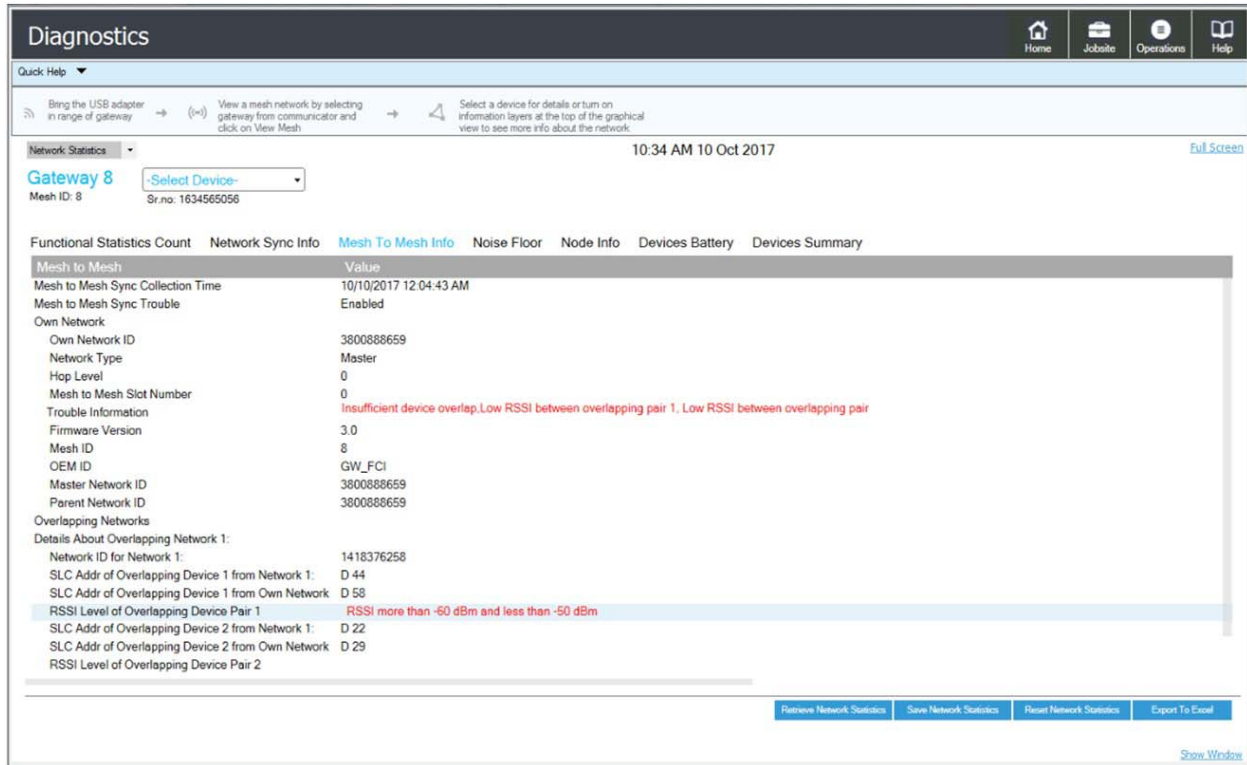 Diagnostics
Home
Jobsite
Operations
Help
Quick Help
Bring the USB adapter
in range of gateway
View a mesh network by selecting
gateway from communicator and
click on View Mesh
Select a device for details or turn on
information layers at the top of the graphical
view to see more info about the network
Network Statistics
10:34 AM 10 Oct 2017
Full Screen
Gateway 8
-Select Device-
Mesh ID: 8
Sr.no: 1634565056
Functional Statistics Count Network Sync Info Mesh To Mesh Info Noise Floor Node Info Devices Battery Devices Summary
Mesh to Mesh Value
Mesh to Mesh Sync Collection Time 10/10/2017 12:04:43 AM
Mesh to Mesh Sync Trouble Enabled
Own Network
Own Network ID 3800888659
Network Type Master
Hop Level 0
Mesh to Mesh Slot Number 0
Trouble Information Insufficient device overlap,Low RSSI between overlapping pair 1, Low RSSI between overlapping pair
Firmware Version 3.0
Mesh ID 8
OEM ID GW_FCI
Master Network ID 3800888659
Parent Network ID 3800888659
Overlapping Networks
Details About Overlapping Network 1:
Network ID for Network 1: 1418376258
SLC Addr of Overlapping Device 1 from Network 1: D 44
SLC Addr of Overlapping Device 1 from Own Network D 58
RSSI Level of Overlapping Device Pair 1 RSSI more than -60 dBm and less than -50 dBm
SLC Addr of Overlapping Device 2 from Network 1: D 22
SLC Addr of Overlapping Device 2 from Own Network D 29
RSSI Level of Overlapping Device Pair 2
Retrieve Network Statistics Save Network Statistics Reset Network Statistics Export To Excel
Show Window